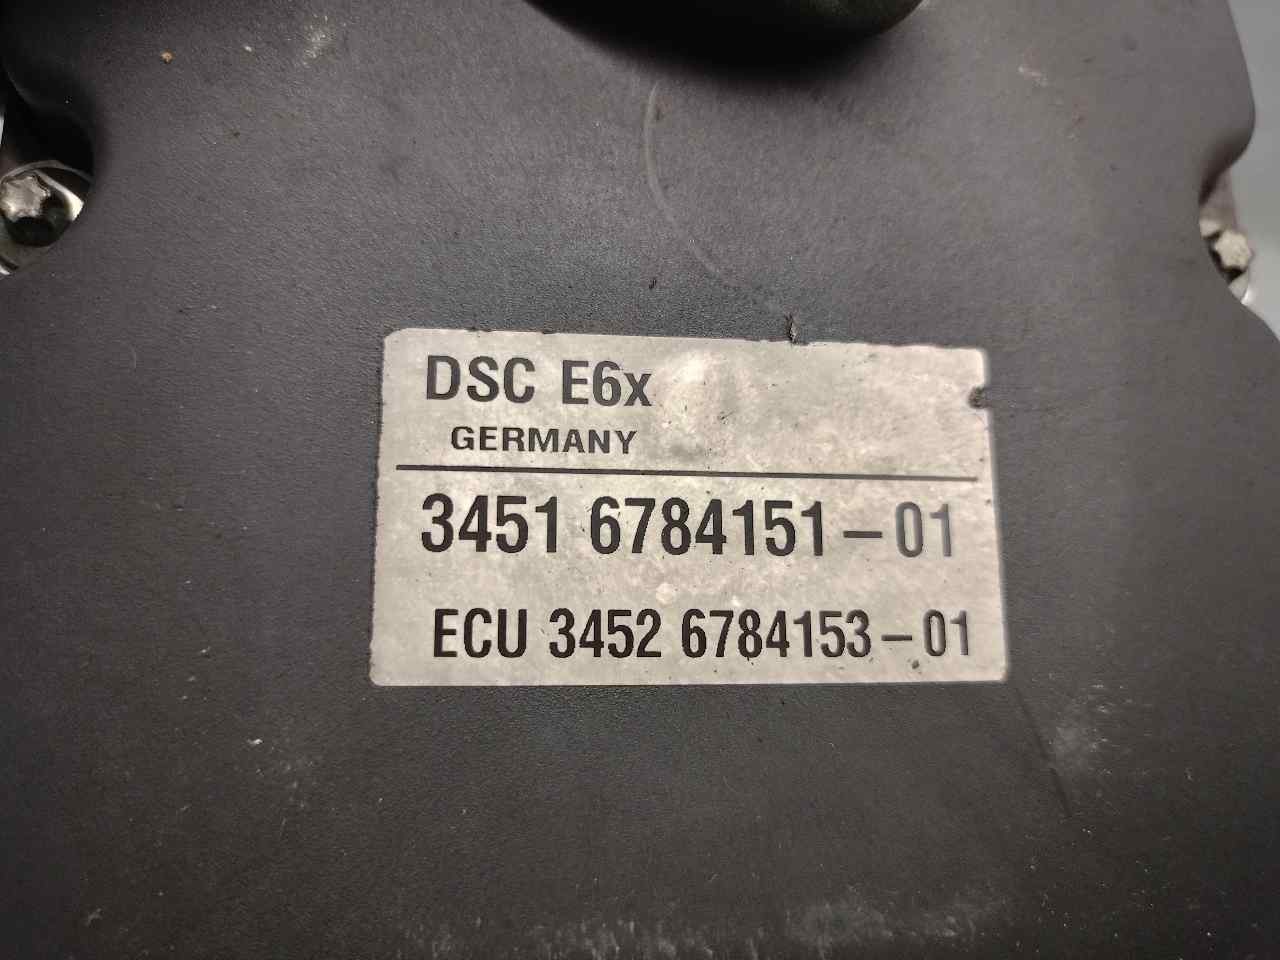 DSC E6x
GERMANY
3451 6784151-01
ECU 3452 6784153-01